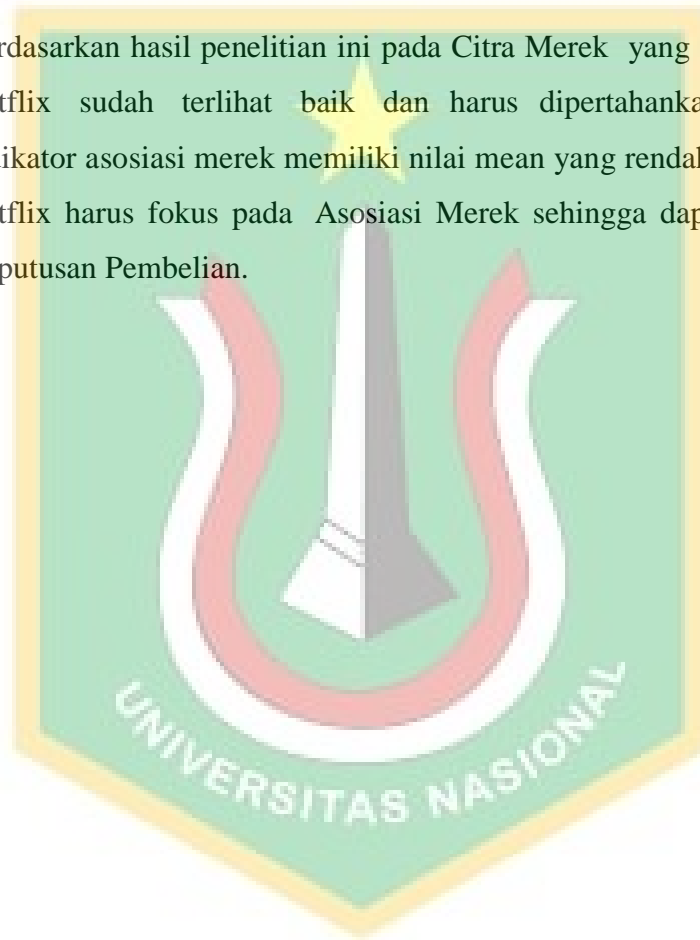 rdasarkan hasil penelitian ini pada Citra Merek yang
tflix sudah terlihat baik dan harus dipertahanka
ikator asosiasi merek memiliki nilai mean yang rendah
tflix harus fokus pada Asosiasi Merek sehingga dap
putusan Pembelian.
UNIVERSITAS NASIONAL